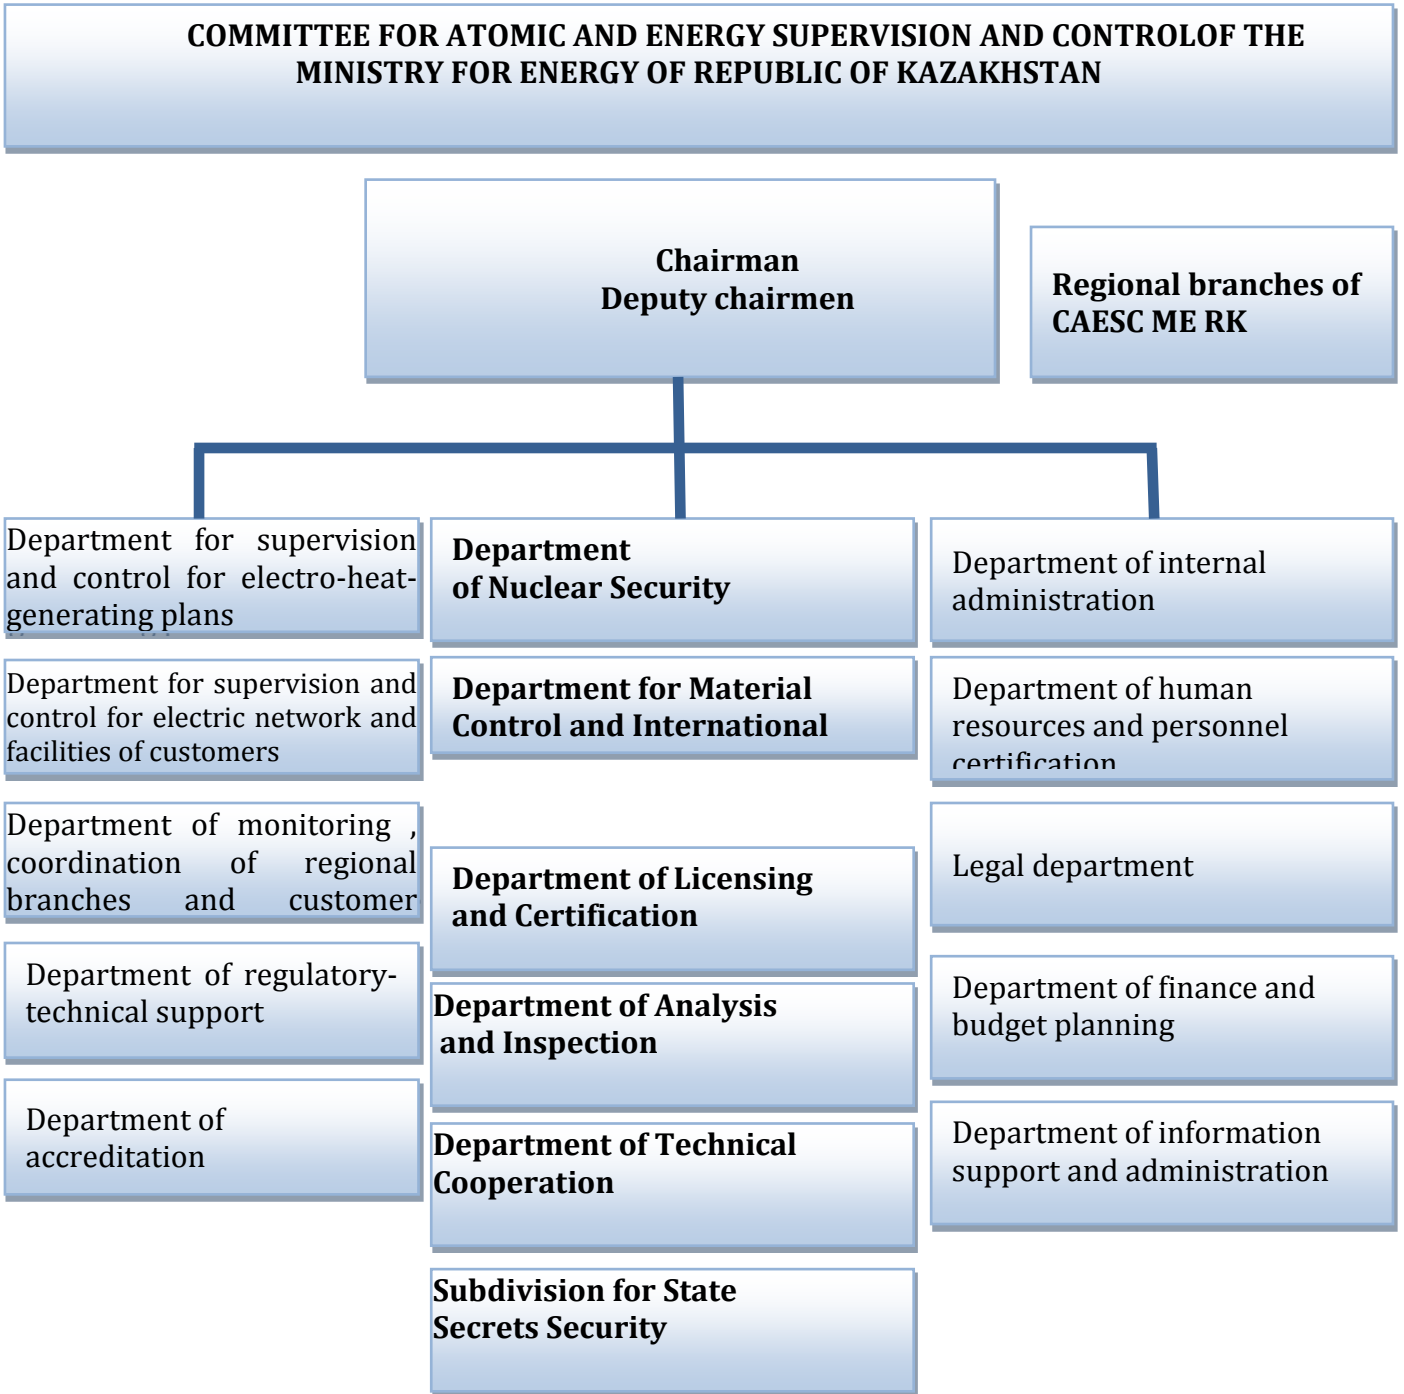 COMMITTEE FOR ATOMIC AND ENERGY SUPERVISION AND CONTROLOF THE
MINISTRY FOR ENERGY OF REPUBLIC OF KAZAKHSTAN
Chairman
Deputy chairmen
Regional branches of
CAESC ME RK
Department for supervision
and control for electro-heat-
generating plans
Department for supervision and
control for electric network and
facilities of customers
Department of monitoring ,
coordination of regional
branches and customer
Department of regulatory-
technical support
Department of
accreditation
Department
of Nuclear Security
Department for Material
Control and International
Department of Licensing
and Certification
Department of Analysis
and Inspection
Department of Technical
Cooperation
Subdivision for State
Secrets Security
Department of internal
administration
Department of human
resources and personnel
certification
Legal department
Department of finance and
budget planning
Department of information
support and administration